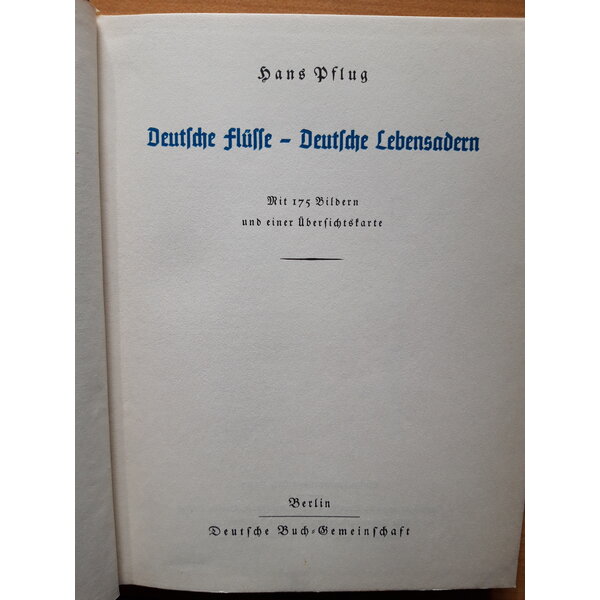 Hans Pflug
Deutſche Flüſſe – Deutſche Lebensadern
Mit 175 Bildern
und einer Überſichtskarte
Berlin
Deutſche Buch-Gemeinſchaft